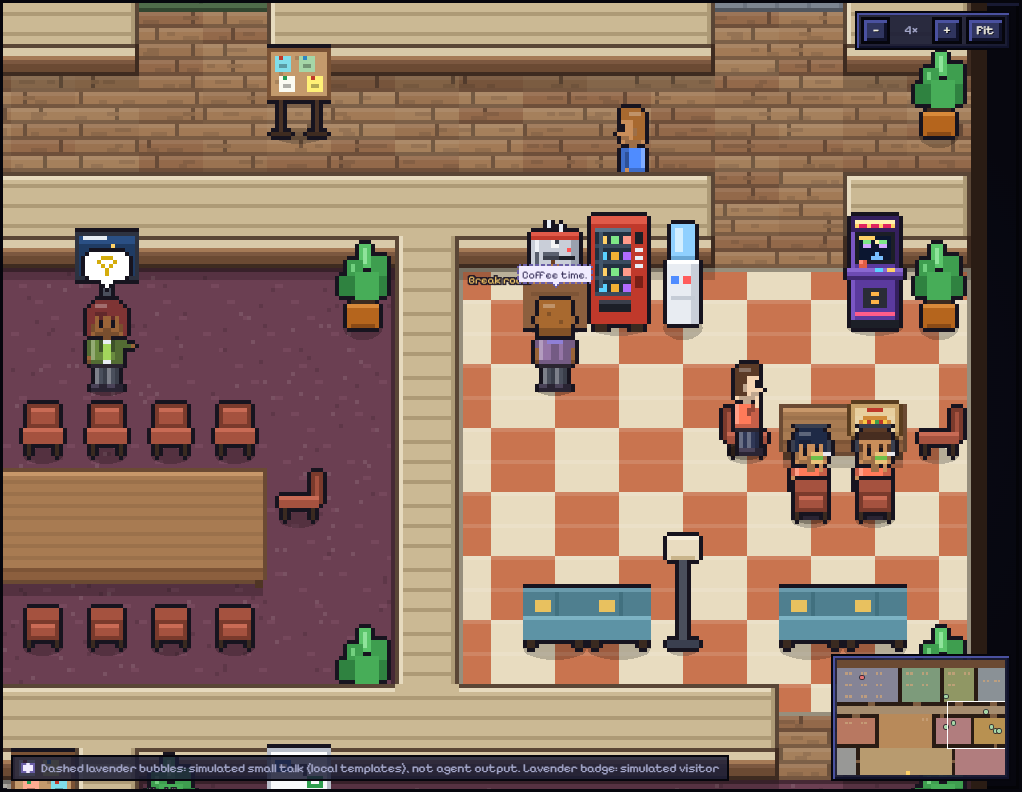 - 4× + Fit
Coffee time.
Break
Dashed lavender bubbles: simulated small talk (local templates), not agent output. Lavender badge: simulated visitor